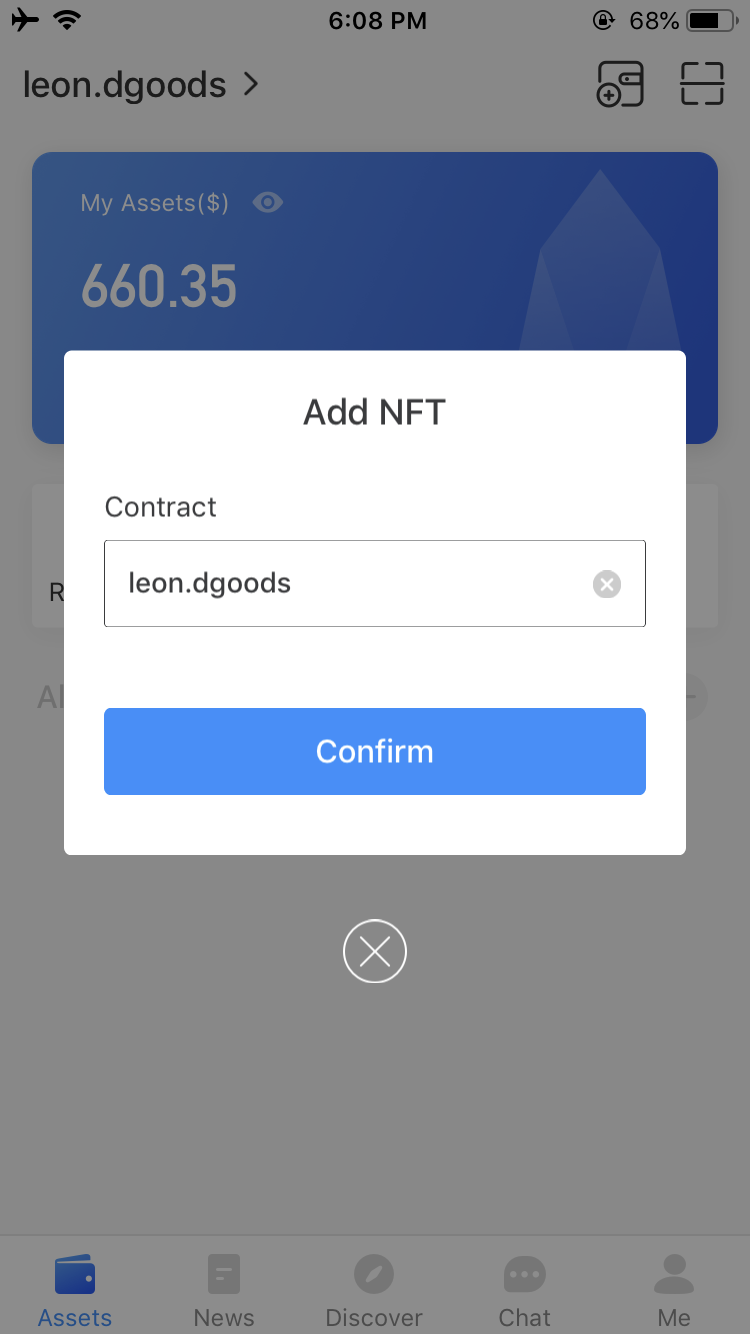 6:08 PM
68%
leon.dgoods
My Assets($)
660.35
Add NFT
Contract
leon.dgoods
Confirm
Assets News Discover Chat Me